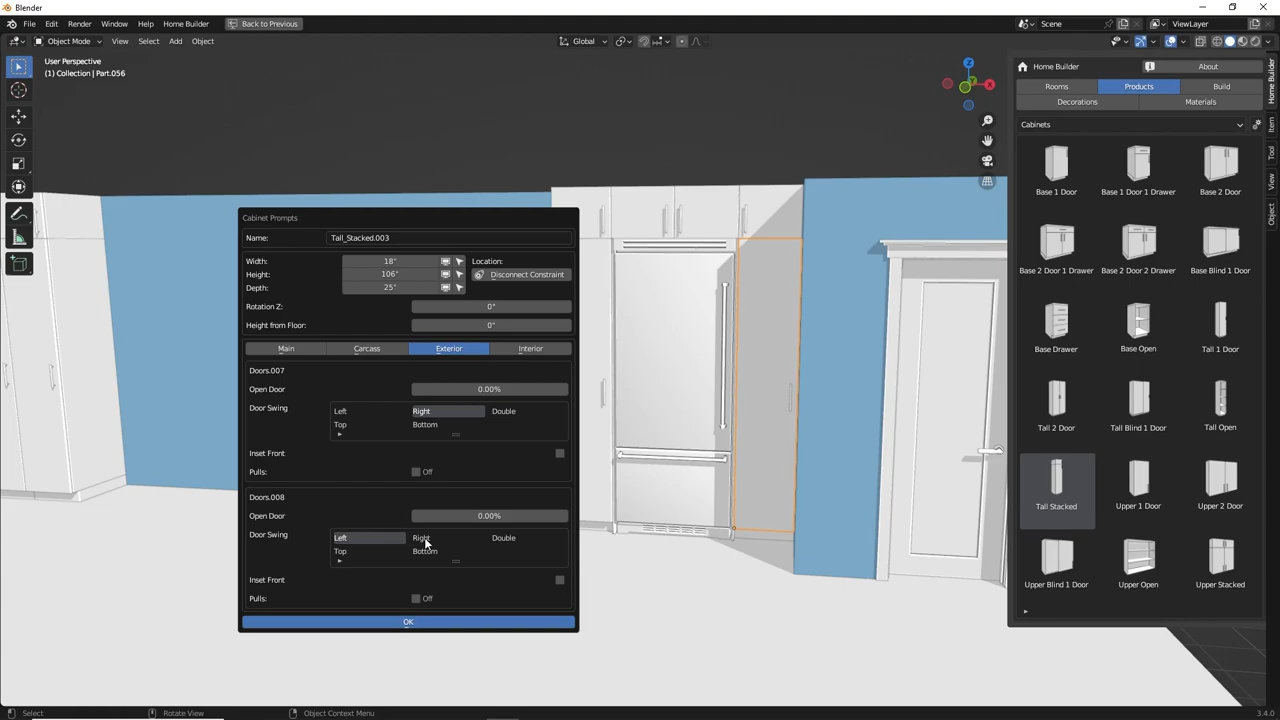 Blender
File Edit Render Window Help Home Builder Back to Previous Scene ViewLayer
Object Mode View Select Add Object Global
User Perspective
(1) Collection | Part.056
Z
Y
X
Home Builder About
Rooms Products Build
Decorations Materials
Cabinets
Base 1 Door Base 1 Door 1 Drawer Base 2 Door
Base 2 Door 1 Drawer Base 2 Door 2 Drawer Base Blind 1 Door
Base Drawer Base Open Tall 1 Door
Tall 2 Door Tall Blind 1 Door Tall Open
Tall Stacked Upper 1 Door Upper 2 Door
Upper Blind 1 Door Upper Open Upper Stacked
Home Builder
Item
Tool
View
Object
Cabinet Prompts
Name: Tall_Stacked.003
Width: 18" Location:
Height: 106" Disconnect Constraint
Depth: 25"
Rotation Z: 0°
Height from Floor: 0"
Main Carcass Exterior Interior
Doors.007
Open Door 0.00%
Door Swing Left Right Double
Top Bottom
Inset Front
Pulls: Off
Doors.008
Open Door 0.00%
Door Swing Left Right Double
Top Bottom
Inset Front
Pulls: Off
OK
Select Rotate View Object Context Menu 3.4.0